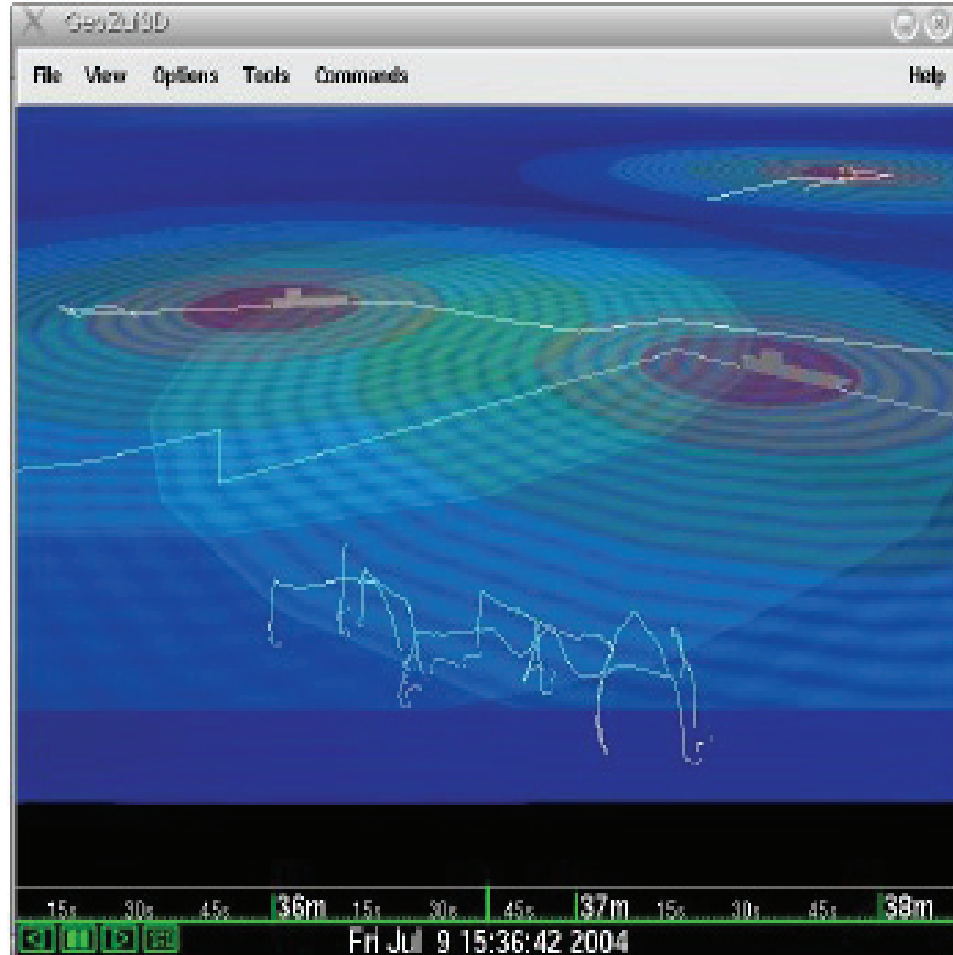 GeoZui3D
File View Options Tools Commands Help
15s 30s 45s 36m 15s 30s 45s 37m 15s 30s 45s 38m
Fri Jul 9 15:36:42 2004